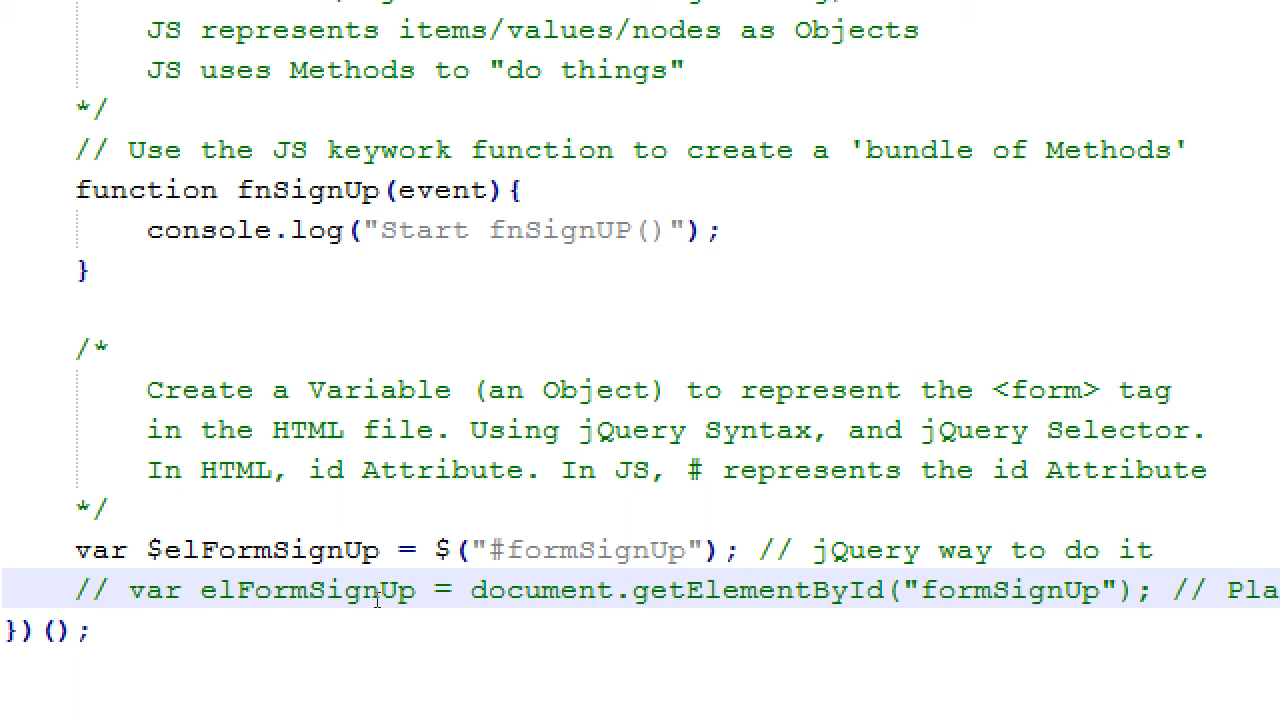 JS represents items/values/nodes as Objects
JS uses Methods to "do things"
*/
// Use the JS keywork function to create a 'bundle of Methods'
function fnSignUp(event){
console.log("Start fnSignUP()");
}
/*
Create a Variable (an Object) to represent the <form> tag
in the HTML file. Using jQuery Syntax, and jQuery Selector.
In HTML, id Attribute. In JS, # represents the id Attribute
*/
var $elFormSignUp = $("#formSignUp"); // jQuery way to do it
// var elFormSignUp = document.getElementById("formSignUp"); // Pla
})();